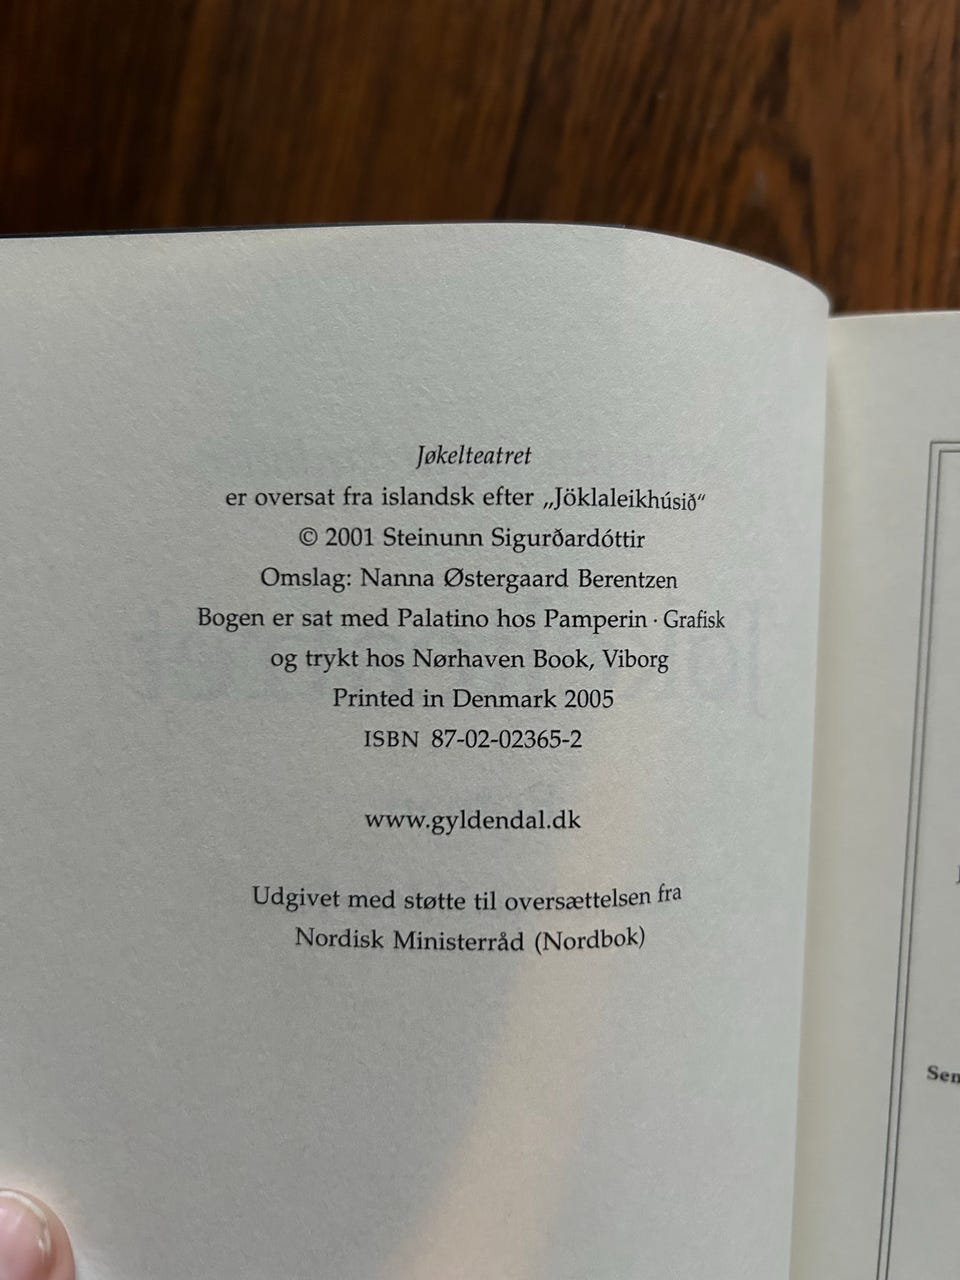 Jøkelteatret
er oversat fra islandsk efter „Jöklaleikhúsið“
© 2001 Steinunn Sigurðardóttir
Omslag: Nanna Østergaard Berentzen
Bogen er sat med Palatino hos Pamperin · Grafisk
og trykt hos Nørhaven Book, Viborg
Printed in Denmark 2005
ISBN 87-02-02365-2
www.gyldendal.dk
Udgivet med støtte til oversættelsen fra
Nordisk Ministerråd (Nordbok)